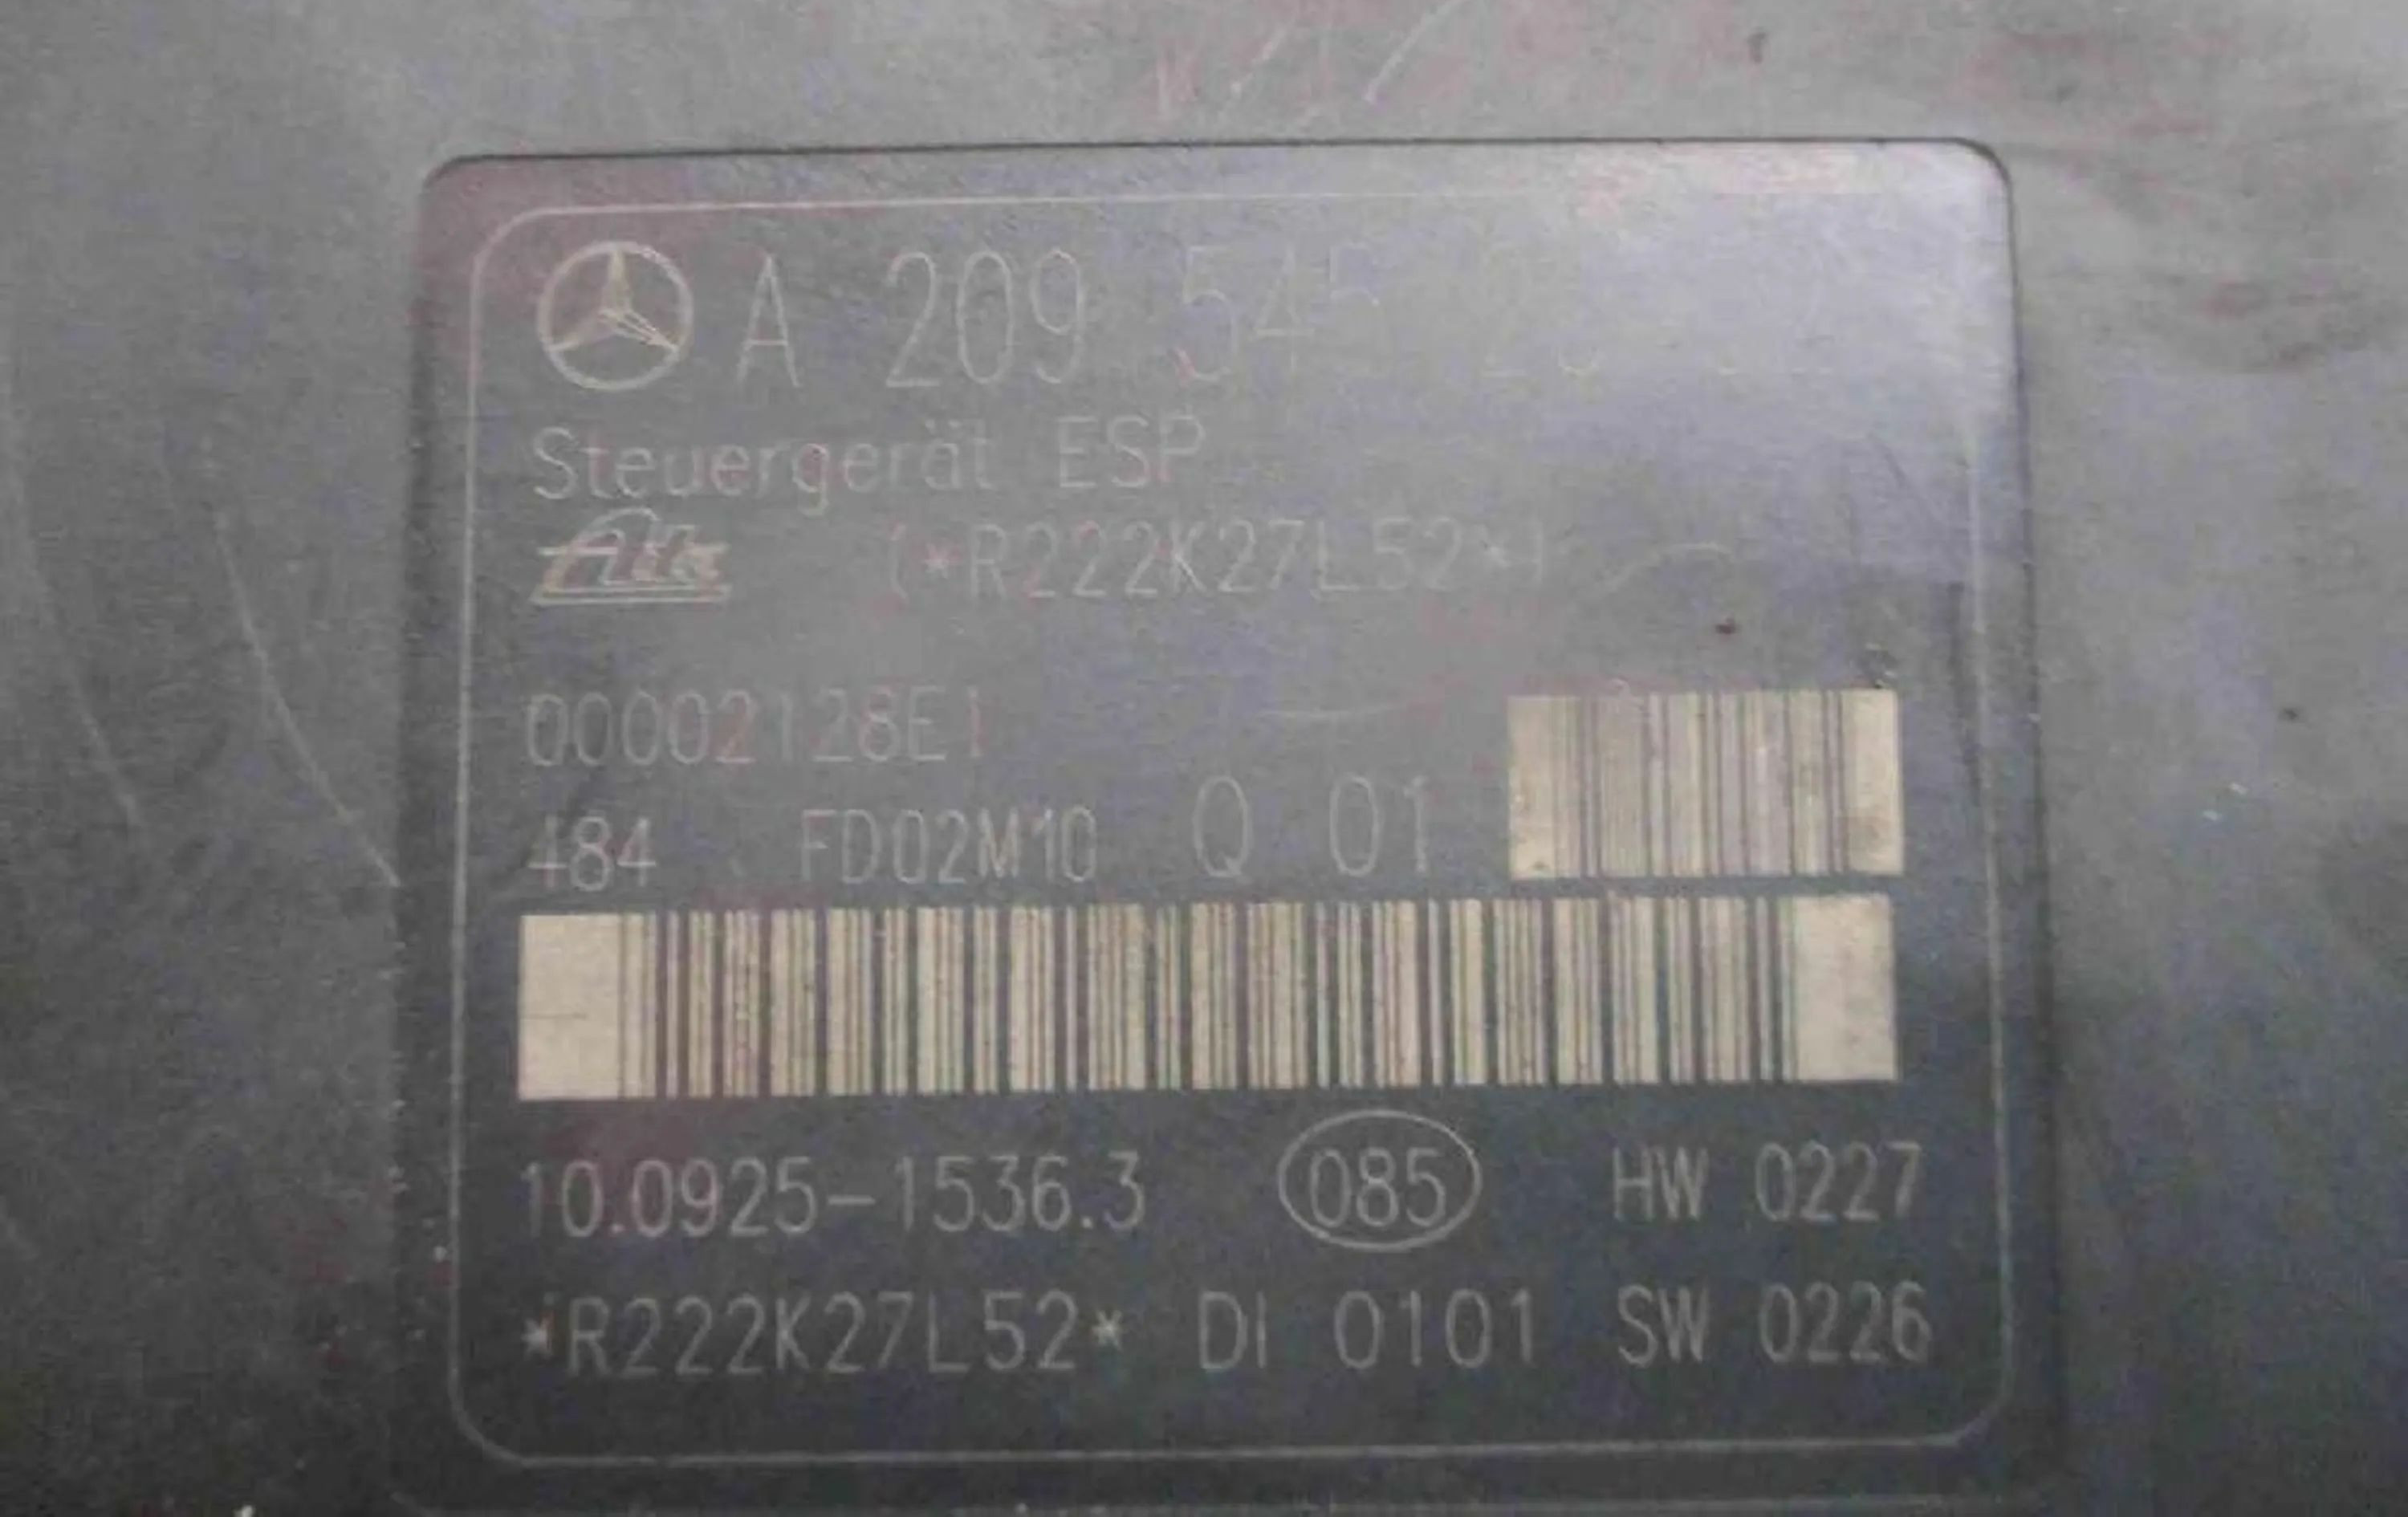 A 209 545
Steuergerät ESP
Ate (*R222K27L52*)
00002128E1
484 FD02M10 Q 01
10.0925-1536.3 085 HW 0227
*R222K27L52* DI 0101 SW 0226